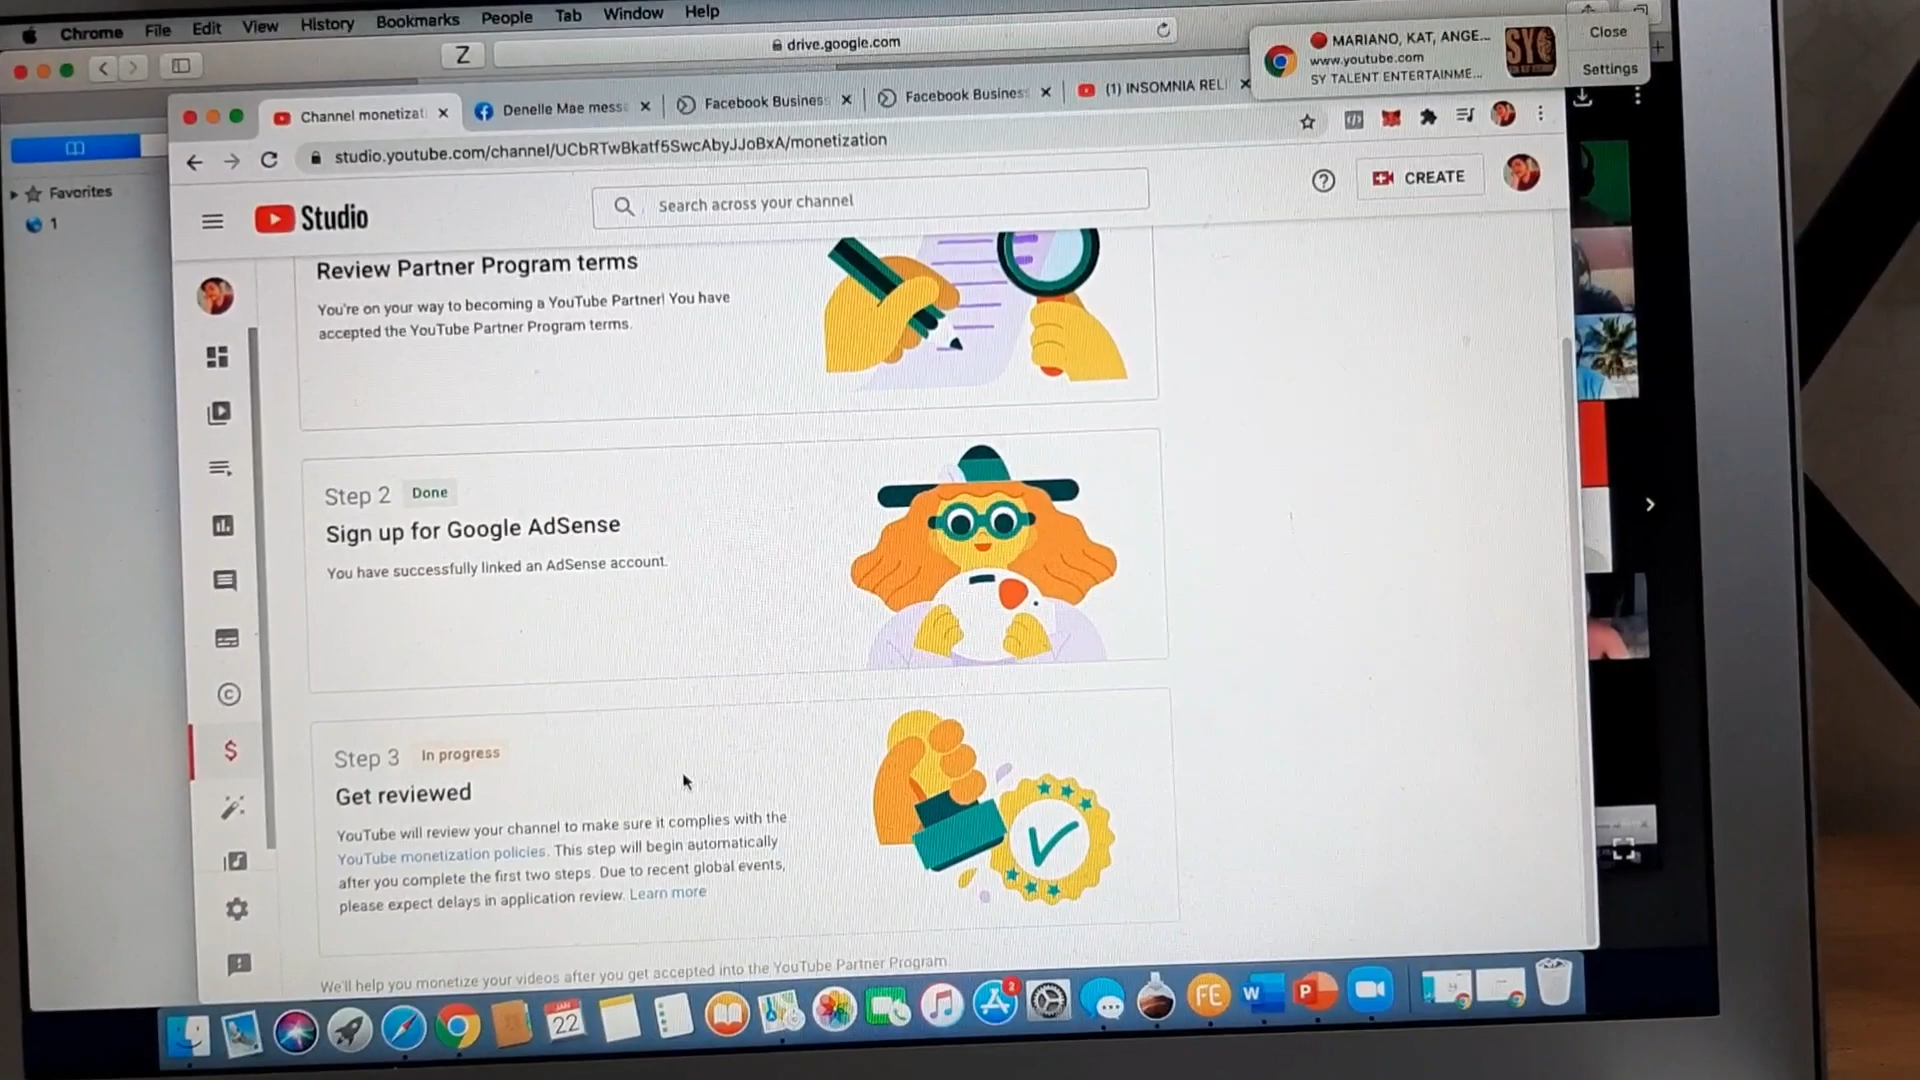 Chrome File Edit View History Bookmarks People Tab Window Help
drive.google.com
Z
MARIANO, KAT, ANGE...
www.youtube.com
SY TALENT ENTERTAINME...
SY
Close
Settings
Channel monetizat
Denelle Mae mess
Facebook Business
Facebook Business
(1) INSOMNIA REL
studio.youtube.com/channel/UCbRTwBkatf5SwcAbyJJoBxA/monetization
Favorites
1
Studio
Search across your channel
CREATE
Review Partner Program terms
You're on your way to becoming a YouTube Partner! You have
accepted the YouTube Partner Program terms.
Step 2 Done
Sign up for Google AdSense
You have successfully linked an AdSense account.
Step 3 In progress
Get reviewed
YouTube will review your channel to make sure it complies with the
YouTube monetization policies. This step will begin automatically
after you complete the first two steps. Due to recent global events,
please expect delays in application review. Learn more
We'll help you monetize your videos after you get accepted into the YouTube Partner Program
JAN
22
2
FE
W
P